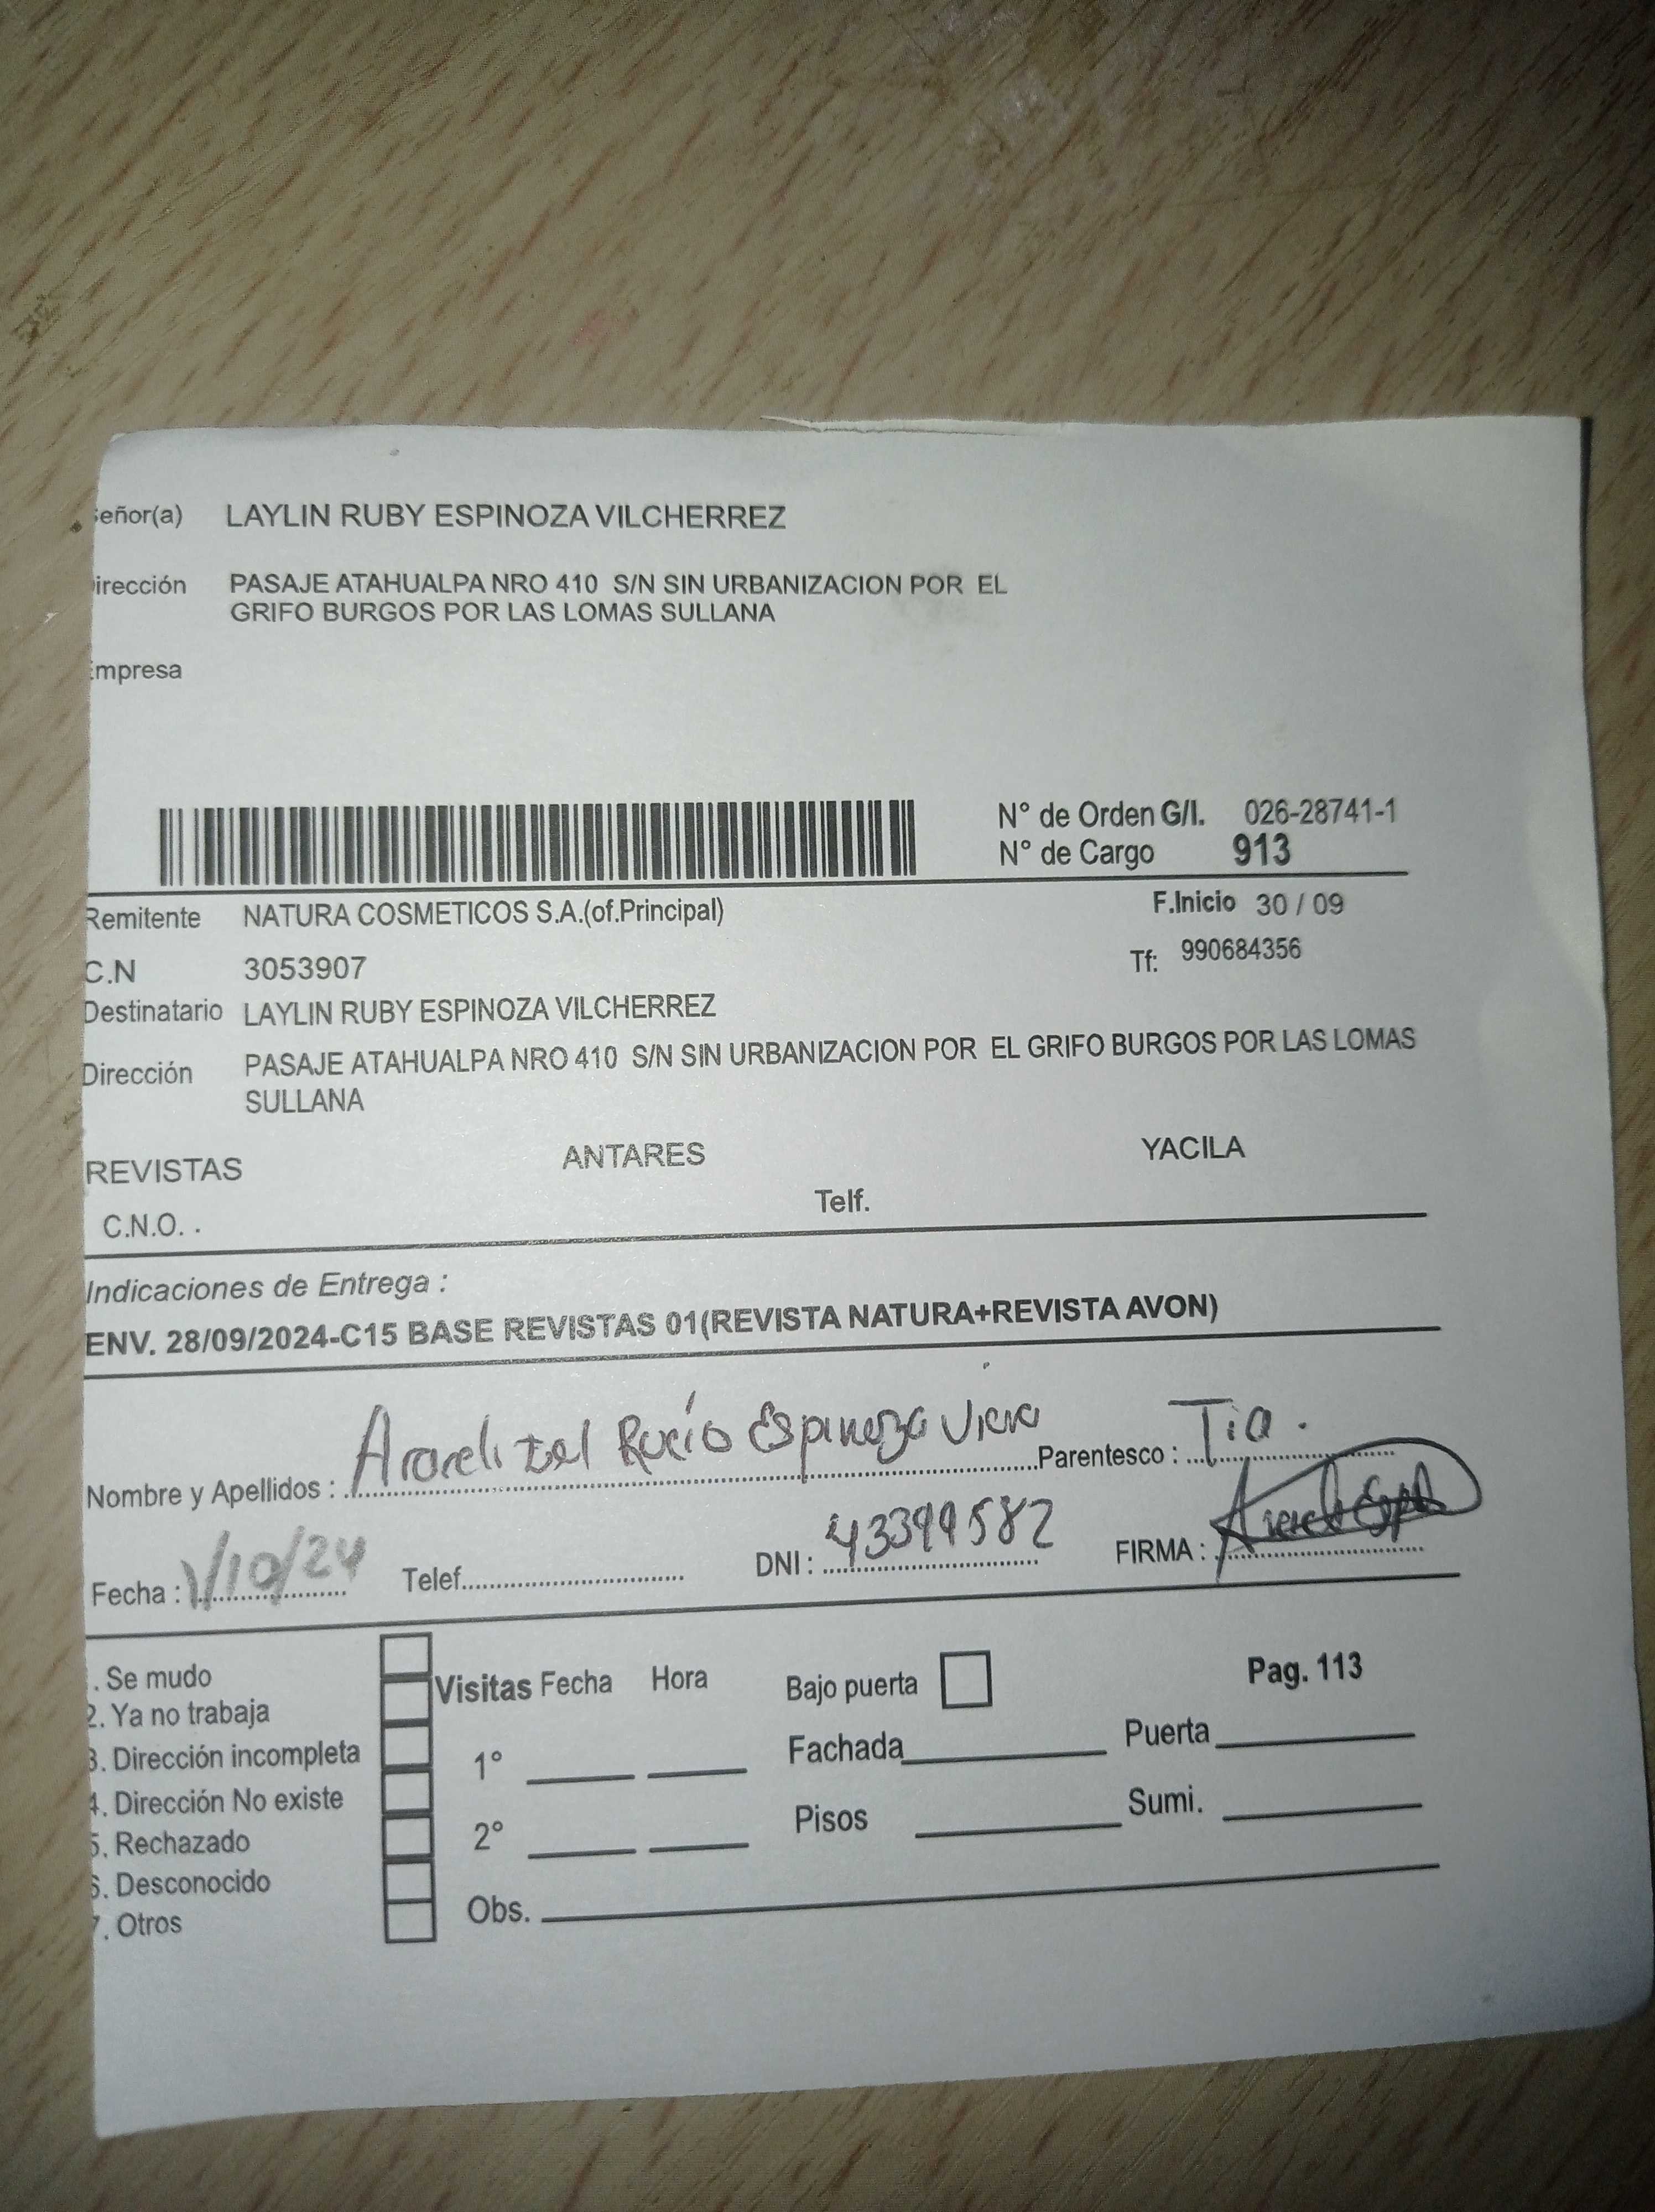 eñor(a) LAYLIN RUBY ESPINOZA VILCHERREZ
irección PASAJE ATAHUALPA NRO 410 S/N SIN URBANIZACION POR EL
GRIFO BURGOS POR LAS LOMAS SULLANA
mpresa
N° de Orden G/I. 026-28741-1
N° de Cargo 913
Remitente NATURA COSMETICOS S.A.(of.Principal) F.Inicio 30 / 09
C.N 3053907 Tf: 990684356
Destinatario LAYLIN RUBY ESPINOZA VILCHERREZ
Dirección PASAJE ATAHUALPA NRO 410 S/N SIN URBANIZACION POR EL GRIFO BURGOS POR LAS LOMAS
SULLANA
REVISTAS ANTARES YACILA
C.N.O. . Telf.
Indicaciones de Entrega :
ENV. 28/09/2024-C15 BASE REVISTAS 01(REVISTA NATURA+REVISTA AVON)
Nombre y Apellidos : Araceli del Rocío Espinoza Viera Parentesco : Tia.
Fecha : 1/10/24 Telef. DNI : 43399582 FIRMA :
. Se mudo
2. Ya no trabaja
3. Dirección incompleta
4. Dirección No existe
5. Rechazado
6. Desconocido
7. Otros
Visitas Fecha Hora
1°
2°
Obs.
Bajo puerta Pag. 113
Fachada Puerta
Pisos Sumi.